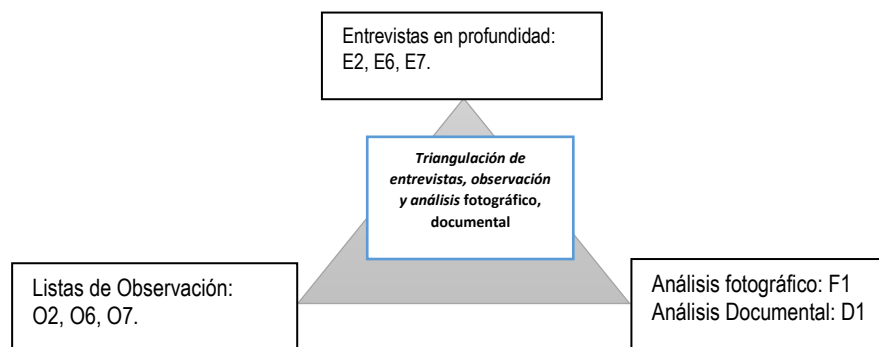 Entrevistas en profundidad:
E2, E6, E7.
Triangulación de
entrevistas, observación
y análisis fotográfico,
documental
Listas de Observación:
O2, O6, O7.
Análisis fotográfico: F1
Análisis Documental: D1